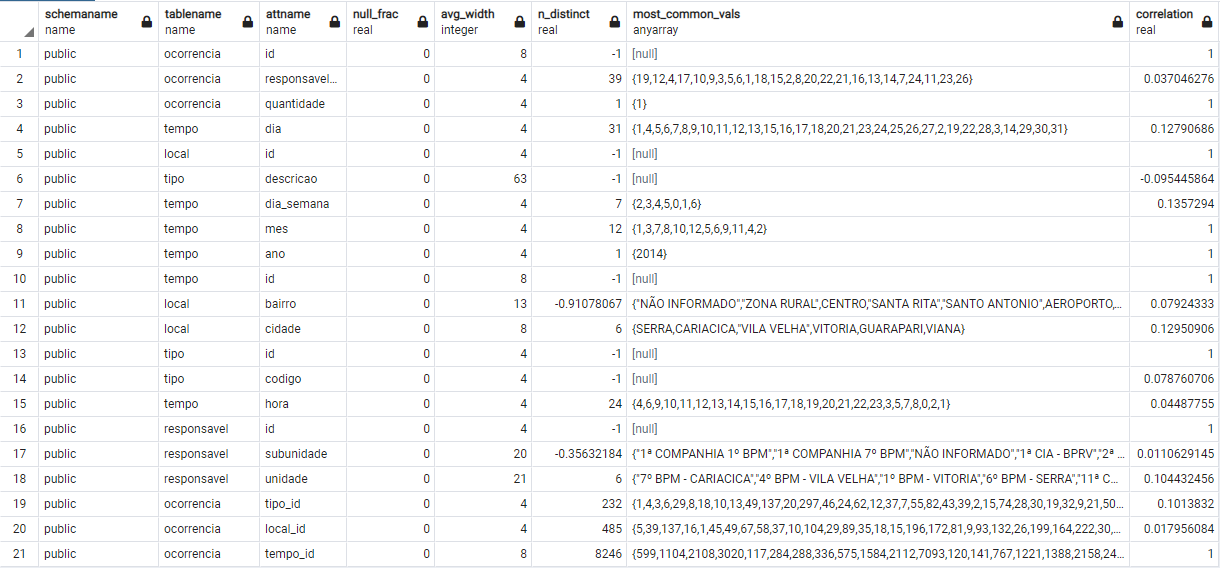 schemaname tablename attname null_frac avg_width n_distinct most_common_vals correlation
name name name real integer real anyarray real
1 public ocorrencia id 0 8 -1 [null] 1
2 public ocorrencia responsavel... 0 4 39 {19,12,4,17,10,9,3,5,6,1,18,15,2,8,20,22,21,16,13,14,7,24,11,23,26} 0.037046276
3 public ocorrencia quantidade 0 4 1 {1} 1
4 public tempo dia 0 4 31 {1,4,5,6,7,8,9,10,11,12,13,15,16,17,18,20,21,23,24,25,26,27,2,19,22,28,3,14,29,30,31} 0.12790686
5 public local id 0 4 -1 [null] 1
6 public tipo descricao 0 63 -1 [null] -0.095445864
7 public tempo dia_semana 0 4 7 {2,3,4,5,0,1,6} 0.1357294
8 public tempo mes 0 4 12 {1,3,7,8,10,12,5,6,9,11,4,2} 1
9 public tempo ano 0 4 1 {2014} 1
10 public tempo id 0 8 -1 [null] 1
11 public local bairro 0 13 -0.91078067 {"NÃO INFORMADO","ZONA RURAL",CENTRO,"SANTA RITA","SANTO ANTONIO",AEROPORTO,... 0.07924333
12 public local cidade 0 8 6 {SERRA,CARIACICA,"VILA VELHA",VITORIA,GUARAPARI,VIANA} 0.12950906
13 public tipo id 0 4 -1 [null] 1
14 public tipo codigo 0 4 -1 [null] 0.078760706
15 public tempo hora 0 4 24 {4,6,9,10,11,12,13,14,15,16,17,18,19,20,21,22,23,3,5,7,8,0,2,1} 0.04487755
16 public responsavel id 0 4 -1 [null] 1
17 public responsavel subunidade 0 20 -0.35632184 {"1ª COMPANHIA 1º BPM","1ª COMPANHIA 7º BPM","NÃO INFORMADO","1ª CIA - BPRV","2ª ... 0.0110629145
18 public responsavel unidade 0 21 6 {"7º BPM - CARIACICA","4º BPM - VILA VELHA","1º BPM - VITORIA","6º BPM - SERRA","11ª C... 0.104432456
19 public ocorrencia tipo_id 0 4 232 {1,4,3,6,29,8,18,10,13,49,137,20,297,46,24,62,12,37,7,55,82,43,39,2,15,74,28,30,19,32,9,21,50... 0.1013832
20 public ocorrencia local_id 0 4 485 {5,39,137,16,1,45,49,67,58,37,10,104,29,89,35,18,15,196,172,81,9,93,132,26,199,164,222,30,... 0.017956084
21 public ocorrencia tempo_id 0 8 8246 {599,1104,2108,3020,117,284,288,336,575,1584,2112,7093,120,141,767,1221,1388,2158,24... 1